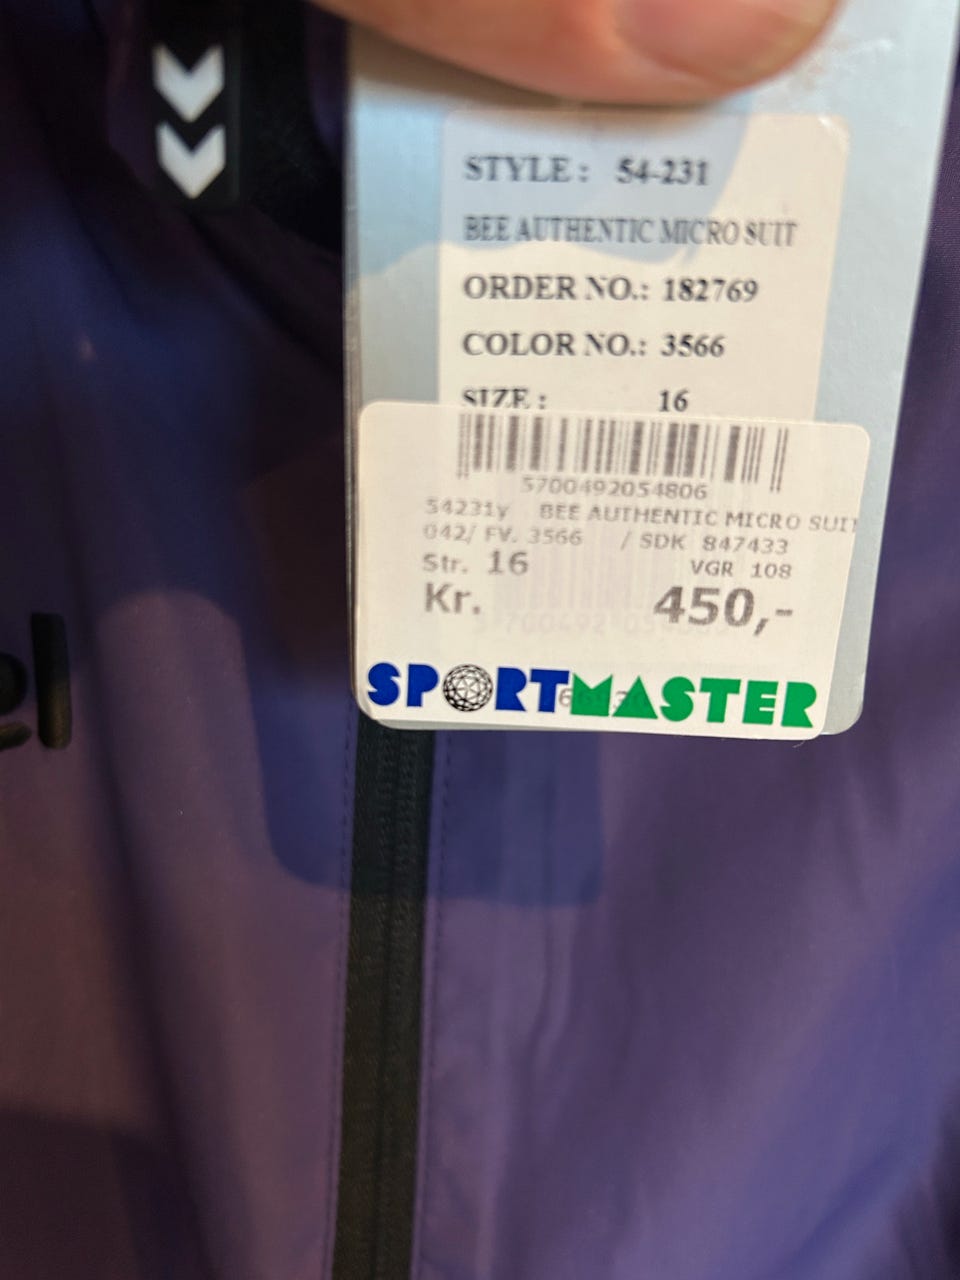 STYLE : 54-231
BEE AUTHENTIC MICRO SUIT
ORDER NO.: 182769
COLOR NO.: 3566
SIZE : 16
5700492054806
54231y BEE AUTHENTIC MICRO SUIT
042/ FV. 3566 / SDK 847433
Str. 16 VGR 108
Kr. 450,-
SPORTMASTER